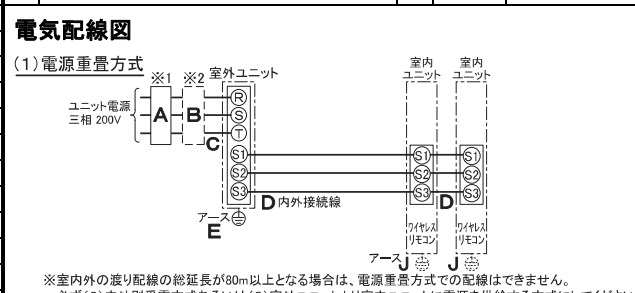 電気配線図
(1)電源重畳方式
※1 ※2 室外ユニット
室内
ユニット
室内
ユニット
ユニット電源
三相 200V
A B
R
S
T
C
S1 S1 S1
S2 S2 S2
S3 S3 S3
D 内外接続線 D
アース
E
ワイヤレス
リモコン
ワイヤレス
リモコン
アース J J
※室内外の渡り配線の総延長が80m以上となる場合は、電源重畳方式での配線はできません。